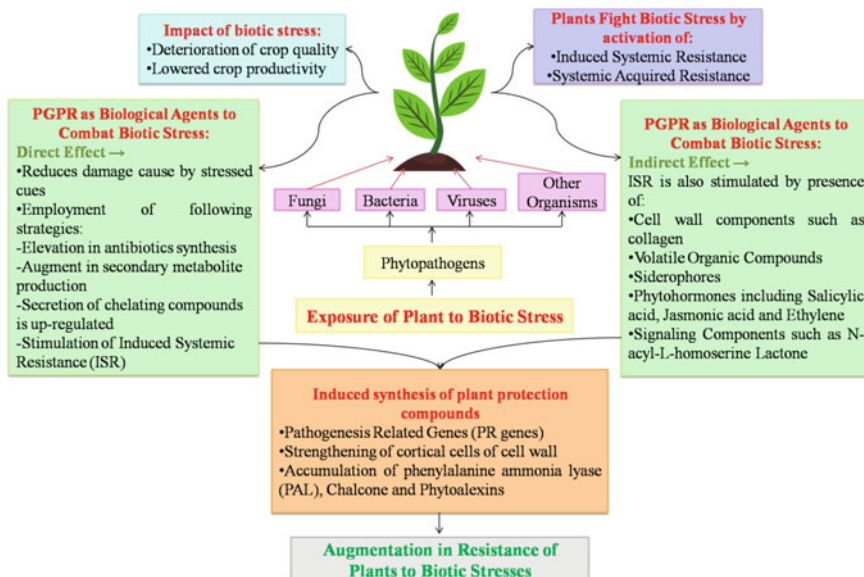 Impact of biotic stress:
•Deterioration of crop quality
•Lowered crop productivity
Plants Fight Biotic Stress by
activation of:
•Induced Systemic Resistance
•Systemic Acquired Resistance
PGPR as Biological Agents to
Combat Biotic Stress:
Direct Effect →
•Reduces damage cause by stressed
cues
•Employment of following
strategies:
-Elevation in antibiotics synthesis
-Augment in secondary metabolite
production
-Secretion of chelating compounds
is up-regulated
-Stimulation of Induced Systemic
Resistance (ISR)
Fungi
Bacteria
Viruses
Other
Organisms
Phytopathogens
Exposure of Plant to Biotic Stress
PGPR as Biological Agents to
Combat Biotic Stress:
Indirect Effect →
ISR is also stimulated by presence
of:
•Cell wall components such as
collagen
•Volatile Organic Compounds
•Siderophores
•Phytohormones including Salicylic
acid, Jasmonic acid and Ethylene
•Signaling Components such as N-
acyl-L-homoserine Lactone
Induced synthesis of plant protection
compounds
•Pathogenesis Related Genes (PR genes)
•Strengthening of cortical cells of cell wall
•Accumulation of phenylalanine ammonia lyase
(PAL), Chalcone and Phytoalexins
Augmentation in Resistance of
Plants to Biotic Stresses